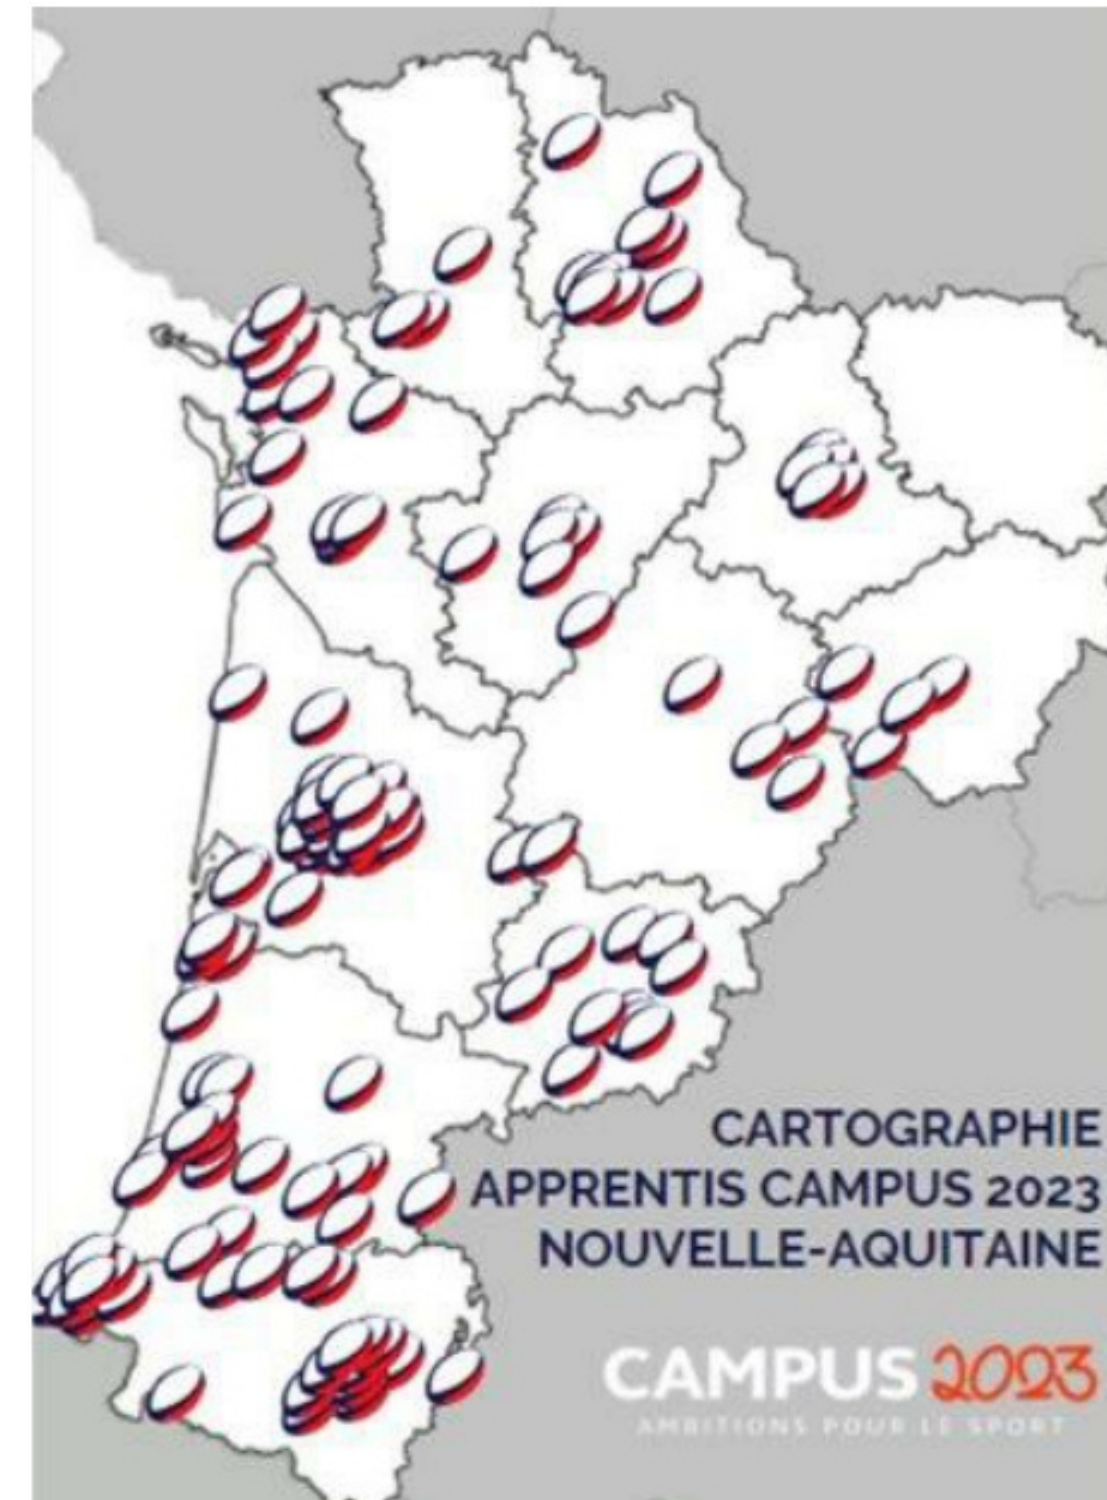 CARTOGRAPHIE
APPRENTIS CAMPUS 2023
NOUVELLE-AQUITAINE
CAMPUS 2023
AMBITIONS POUR LE SPORT